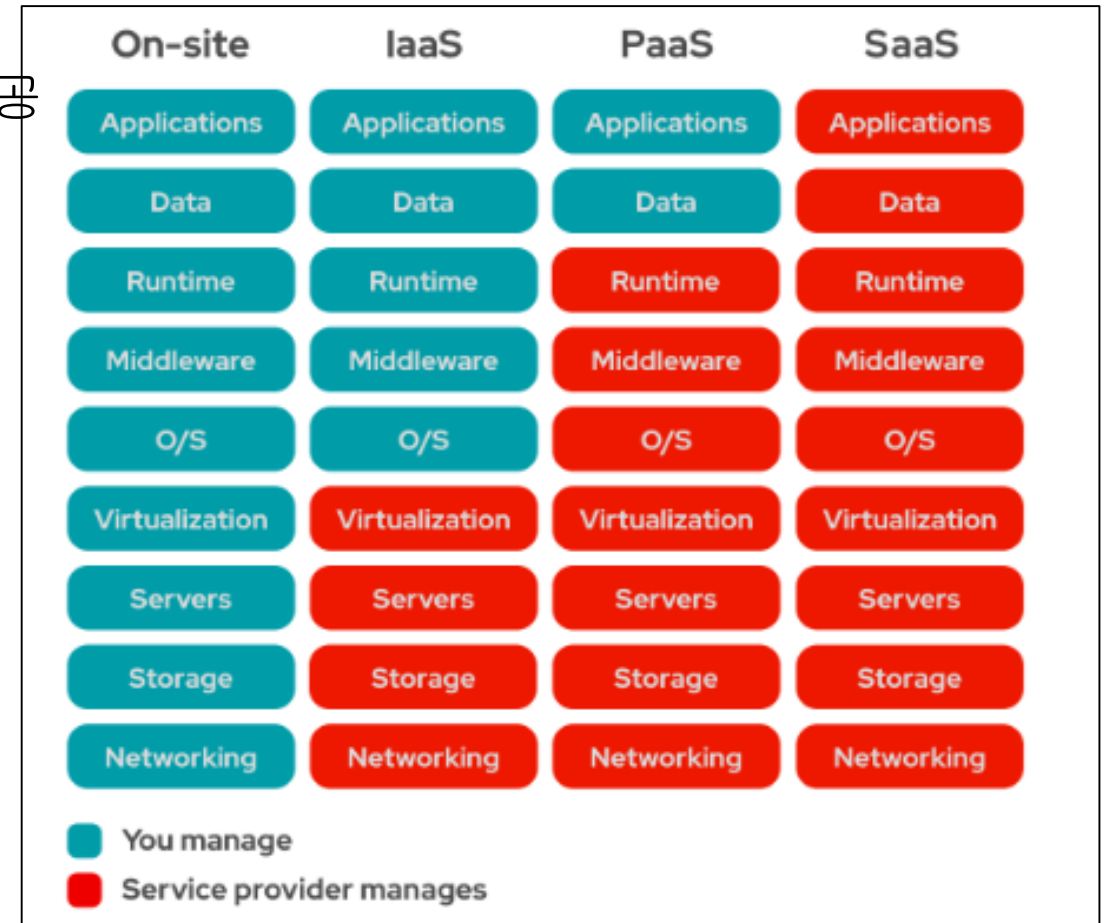 On-site IaaS PaaS SaaS
Applications Applications Applications Applications
Data Data Data Data
Runtime Runtime Runtime Runtime
Middleware Middleware Middleware Middleware
O/S O/S O/S O/S
Virtualization Virtualization Virtualization Virtualization
Servers Servers Servers Servers
Storage Storage Storage Storage
Networking Networking Networking Networking
You manage
Service provider manages